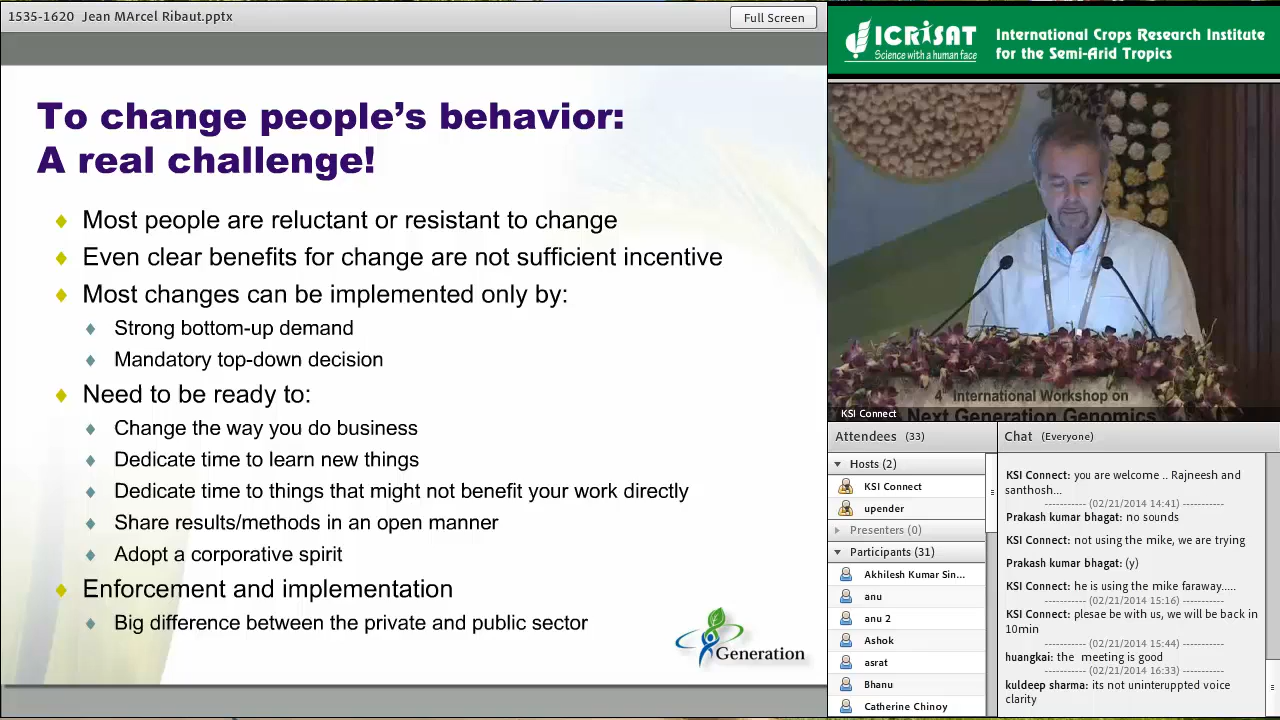 1535-1620 Jean MArcel Ribaut.pptx
Full Screen
To change people's behavior:
A real challenge!
Most people are reluctant or resistant to change
Even clear benefits for change are not sufficient incentive
Most changes can be implemented only by:
Strong bottom-up demand
Mandatory top-down decision
Need to be ready to:
Change the way you do business
Dedicate time to learn new things
Dedicate time to things that might not benefit your work directly
Share results/methods in an open manner
Adopt a corporative spirit
Enforcement and implementation
Big difference between the private and public sector
Generation
ICRISAT
Science with a human face
International Crops Research Institute
for the Semi-Arid Tropics
4 International Workshop on
Next Generation Genomics
KSI Connect
Attendees (33)
Hosts (2)
KSI Connect
upender
Presenters (0)
Participants (31)
Akhilesh Kumar Sin...
anu
anu 2
Ashok
asrat
Bhanu
Catherine Chinoy
Chat (Everyone)
KSI Connect: you are welcome .. Rajneesh and
santhosh...
----------- (02/21/2014 14:41) -----------
Prakash kumar bhagat: no sounds
KSI Connect: not using the mike, we are trying
Prakash kumar bhagat: (y)
KSI Connect: he is using the mike faraway.....
----------- (02/21/2014 15:16) -----------
KSI Connect: plesae be with us, we will be back in
10min
----------- (02/21/2014 15:44) -----------
huangkai: the meeting is good
----------- (02/21/2014 16:33) -----------
kuldeep sharma: its not uninteruppted voice
clarity